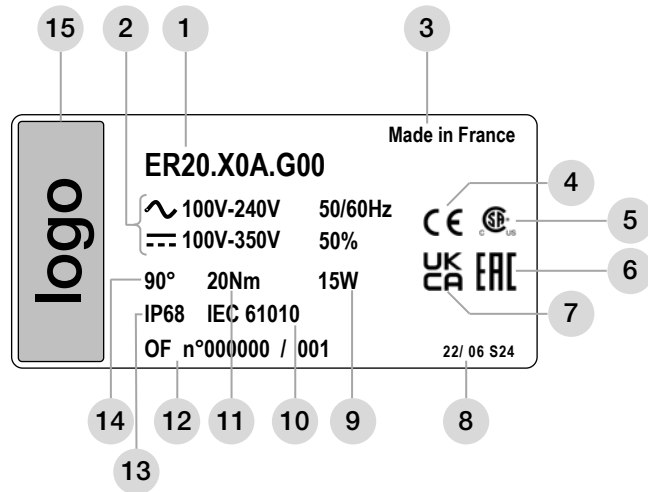 15 2 1 3
Made in France
ER20.X0A.G00
100V-240V 50/60Hz
100V-350V 50%
logo
CE C SA US
4
5
UK CA EAC
6
7
90° 20Nm 15W
IP68 IEC 61010
OF n°000000 / 001
22/ 06 S24
14 12 11 10 9 8
13